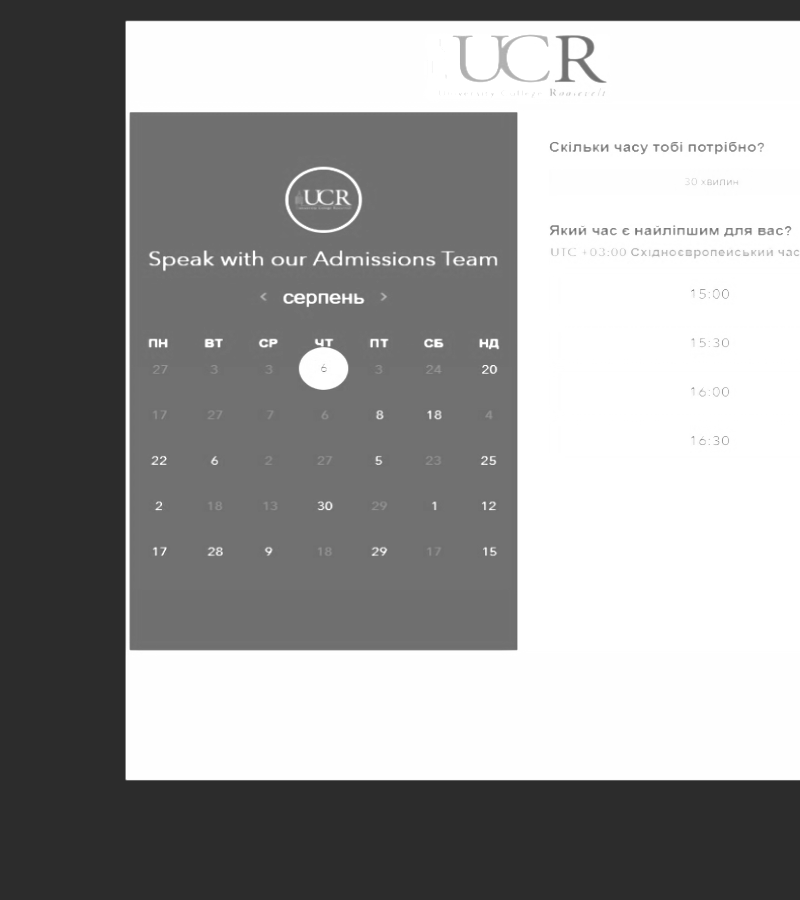 UCR
Roosevelt
Скільки часу тобі потрібно?
30 хвилин
UCR
Який час є найліпшим для вас?
Speak with our Admissions Team
UTC +03:00 Східноєвропейський час
< серпень >
15:00
ПН ВТ СР ЧТ ПТ СБ НД
15:30
27 3 3 6 3 24 20
16:00
17 27 7 6 8 18 4
16:30
22 6 2 27 5 23 25
2 18 13 30 29 1 12
17 28 9 18 29 17 15